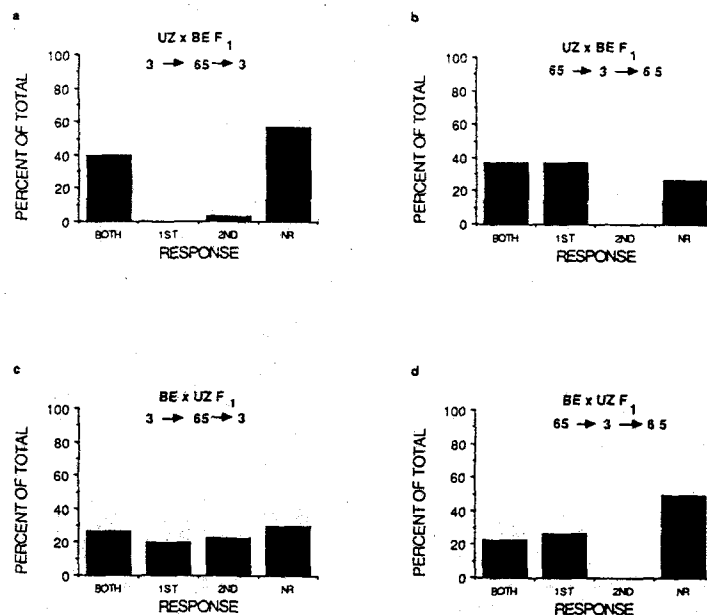 a
UZ x BE F1
3 → 65 → 3
PERCENT OF TOTAL
100
80
60
40
20
0
BOTH 1ST 2ND NR
RESPONSE
b
UZ x BE F1
65 → 3 → 6 5
PERCENT OF TOTAL
100
80
60
40
20
0
BOTH 1ST 2ND NR
RESPONSE
c
BE x UZ F1
3 → 65 → 3
PERCENT OF TOTAL
100
80
60
40
20
0
BOTH 1ST 2ND NR
RESPONSE
d
BE x UZ F1
65 → 3 → 6 5
PERCENT OF TOTAL
100
80
60
40
20
0
BOTH 1ST 2ND NR
RESPONSE